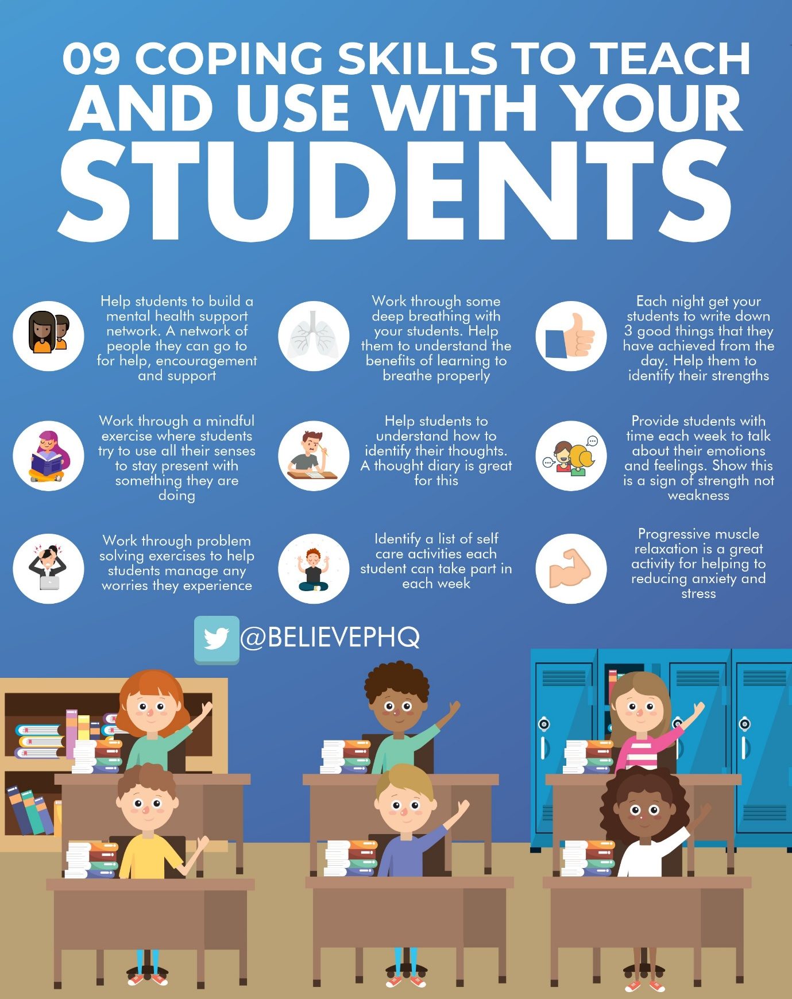 09 COPING SKILLS TO TEACH
AND USE WITH YOUR
STUDENTS
Help students to build a
mental health support
network. A network of
people they can go to
for help, encouragement
and support
Work through some
deep breathing with
your students. Help
them to understand the
benefits of learning to
breathe properly
Each night get your
students to write down
3 good things that they
have achieved from the
day. Help them to
identify their strengths
Work through a mindful
exercise where students
try to use all their senses
to stay present with
something they are
doing
Help students to
understand how to
identify their thoughts.
A thought diary is great
for this
Provide students with
time each week to talk
about their emotions
and feelings. Show this
is a sign of strength not
weakness
Work through problem
solving exercises to help
students manage any
worries they experience
Identify a list of self
care activities each
student can take part in
each week
Progressive muscle
relaxation is a great
activity for helping to
reducing anxiety and
stress
@BELIEVEPHQ